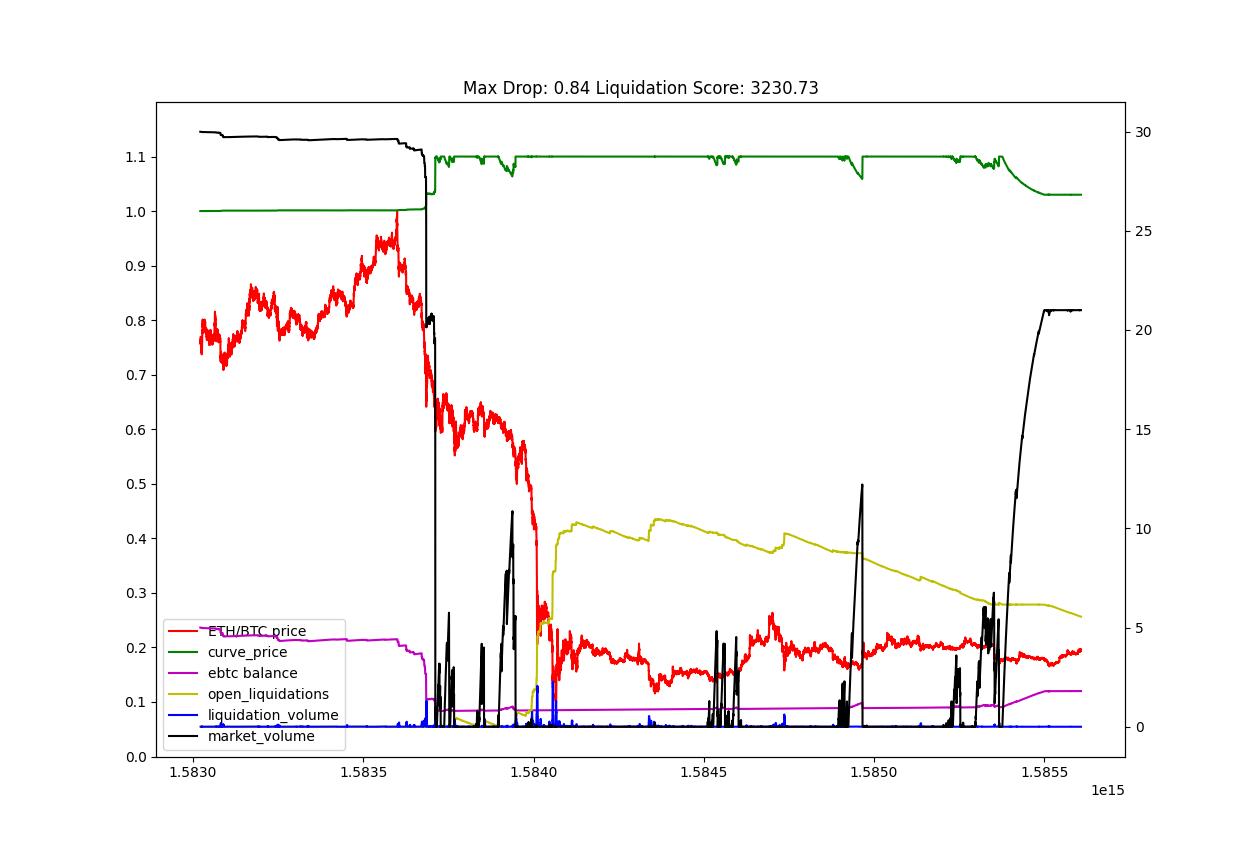 Max Drop: 0.84 Liquidation Score: 3230.73
1.1
1.0
0.9
0.8
0.7
0.6
0.5
0.4
0.3
0.2
0.1
0.0
30
25
20
15
10
5
0
ETH/BTC price
curve_price
ebtc balance
open_liquidations
liquidation_volume
market_volume
1.5830 1.5835 1.5840 1.5845 1.5850 1.5855
1e15